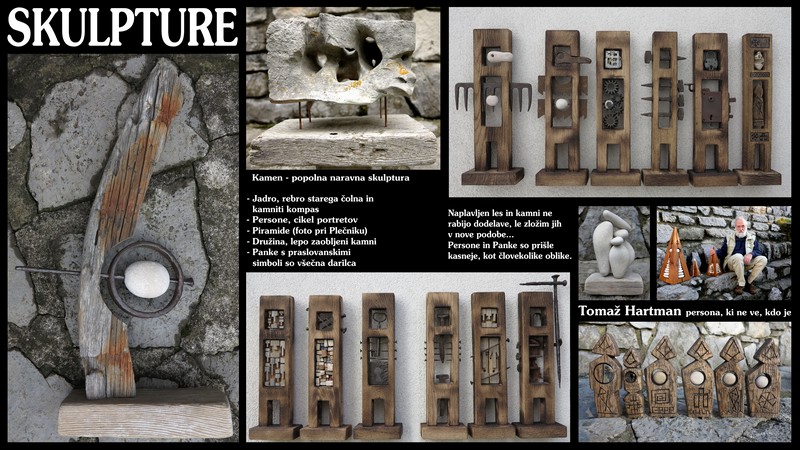 SKULPTURE
Kamen - popolna naravna skulptura
- Jadro, rebro starega čolna in
kamniti kompas
- Persone, cikel portretov
- Piramide (foto pri Plečniku)
- Družina, lepo zaobljeni kamni
- Panke s praslovanskimi
simboli so všečna darilca
Naplavljen les in kamni ne
rabijo dodelave, le zložim jih
v nove podobe...
Persone in Panke so prišle
kasneje, kot človekolike oblike.
Tomaž Hartman persona, ki ne ve, kdo je